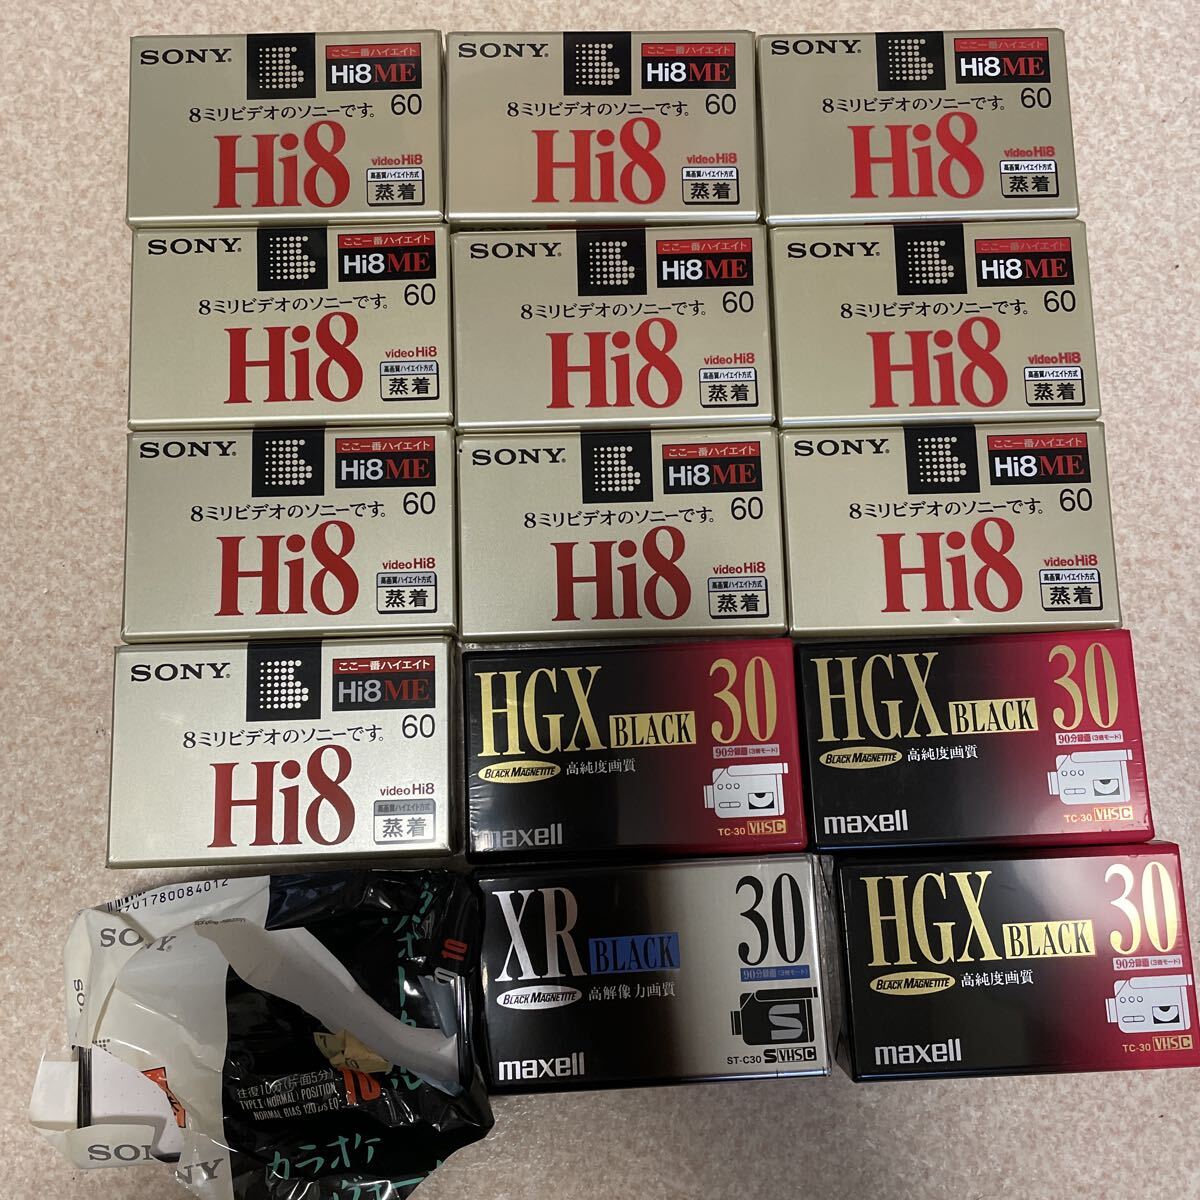 SONY
ここ一番ハイエイト
Hi8ME
8ミリビデオのソニーです。60
Hi8
video Hi8
高画質ハイエイト方式
蒸着
SONY
ここ一番ハイエイト
Hi8ME
8ミリビデオのソニーです。60
Hi8
video Hi8
高画質ハイエイト方式
蒸着
SONY
ここ一番ハイエイト
Hi8ME
8ミリビデオのソニーです。60
Hi8
video Hi8
高画質ハイエイト方式
蒸着
SONY
ここ一番ハイエイト
Hi8ME
8ミリビデオのソニーです。60
Hi8
video Hi8
高画質ハイエイト方式
蒸着
SONY
ここ一番ハイエイト
Hi8ME
8ミリビデオのソニーです。60
Hi8
video Hi8
高画質ハイエイト方式
蒸着
SONY
ここ一番ハイエイト
Hi8ME
8ミリビデオのソニーです。60
Hi8
video Hi8
高画質ハイエイト方式
蒸着
SONY
ここ一番ハイエイト
Hi8ME
8ミリビデオのソニーです。60
Hi8
video Hi8
高画質ハイエイト方式
蒸着
SONY
ここ一番ハイエイト
Hi8ME
8ミリビデオのソニーです。60
Hi8
video Hi8
高画質ハイエイト方式
蒸着
SONY
ここ一番ハイエイト
Hi8ME
8ミリビデオのソニーです。60
Hi8
video Hi8
高画質ハイエイト方式
蒸着
SONY
ここ一番ハイエイト
Hi8ME
8ミリビデオのソニーです。60
Hi8
video Hi8
高画質ハイエイト方式
蒸着
HGX BLACK 30
90分録画(3倍モード)
BLACK MAGNETITE 高純度画質
maxell
TC-30 VHSC
HGX BLACK 30
90分録画(3倍モード)
BLACK MAGNETITE 高純度画質
maxell
TC-30 VHSC
701780084012
SONY
10
往復10分(片面5分)
TYPEI(NORMAL)POSITION
NORMAL BIAS 120μs EQ
10
カラオケ
SONY
XR BLACK 30
90分録画(3倍モード)
BLACK MAGNETITE 高解像力画質
S
maxell
ST-C30 SVHSC
HGX BLACK 30
90分録画(3倍モード)
BLACK MAGNETITE 高純度画質
maxell
TC-30 VHSC